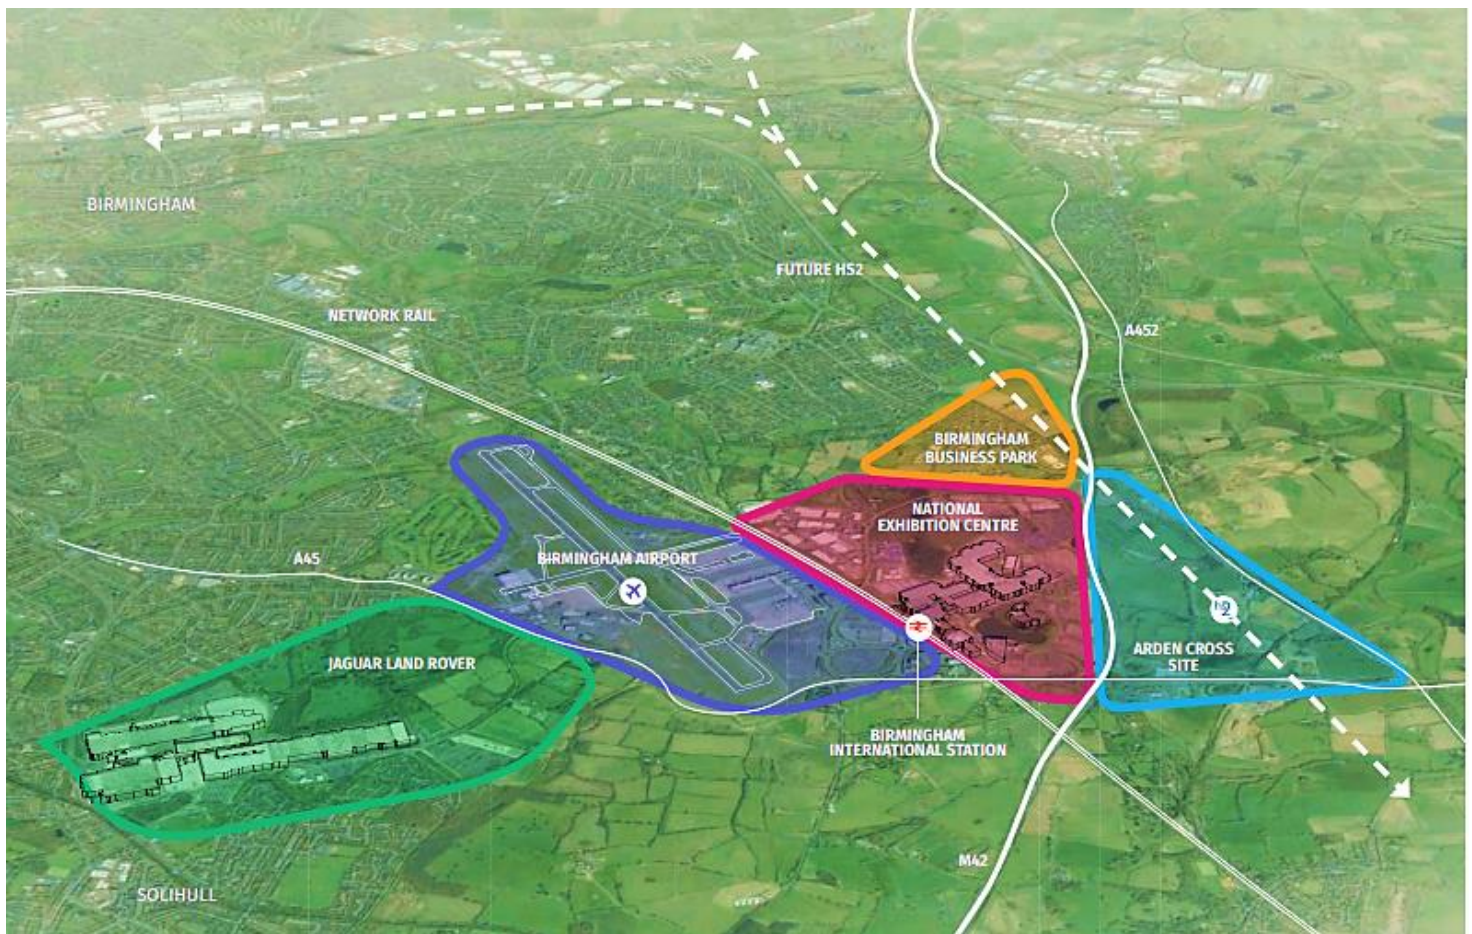 BIRMINGHAM
FUTURE HS2
NETWORK RAIL
A452
BIRMINGHAM
BUSINESS PARK
NATIONAL
EXHIBITION CENTRE
A45
BIRMINGHAM AIRPORT
hs2
JAGUAR LAND ROVER
ARDEN CROSS
SITE
BIRMINGHAM
INTERNATIONAL STATION
M42
SOLIHULL